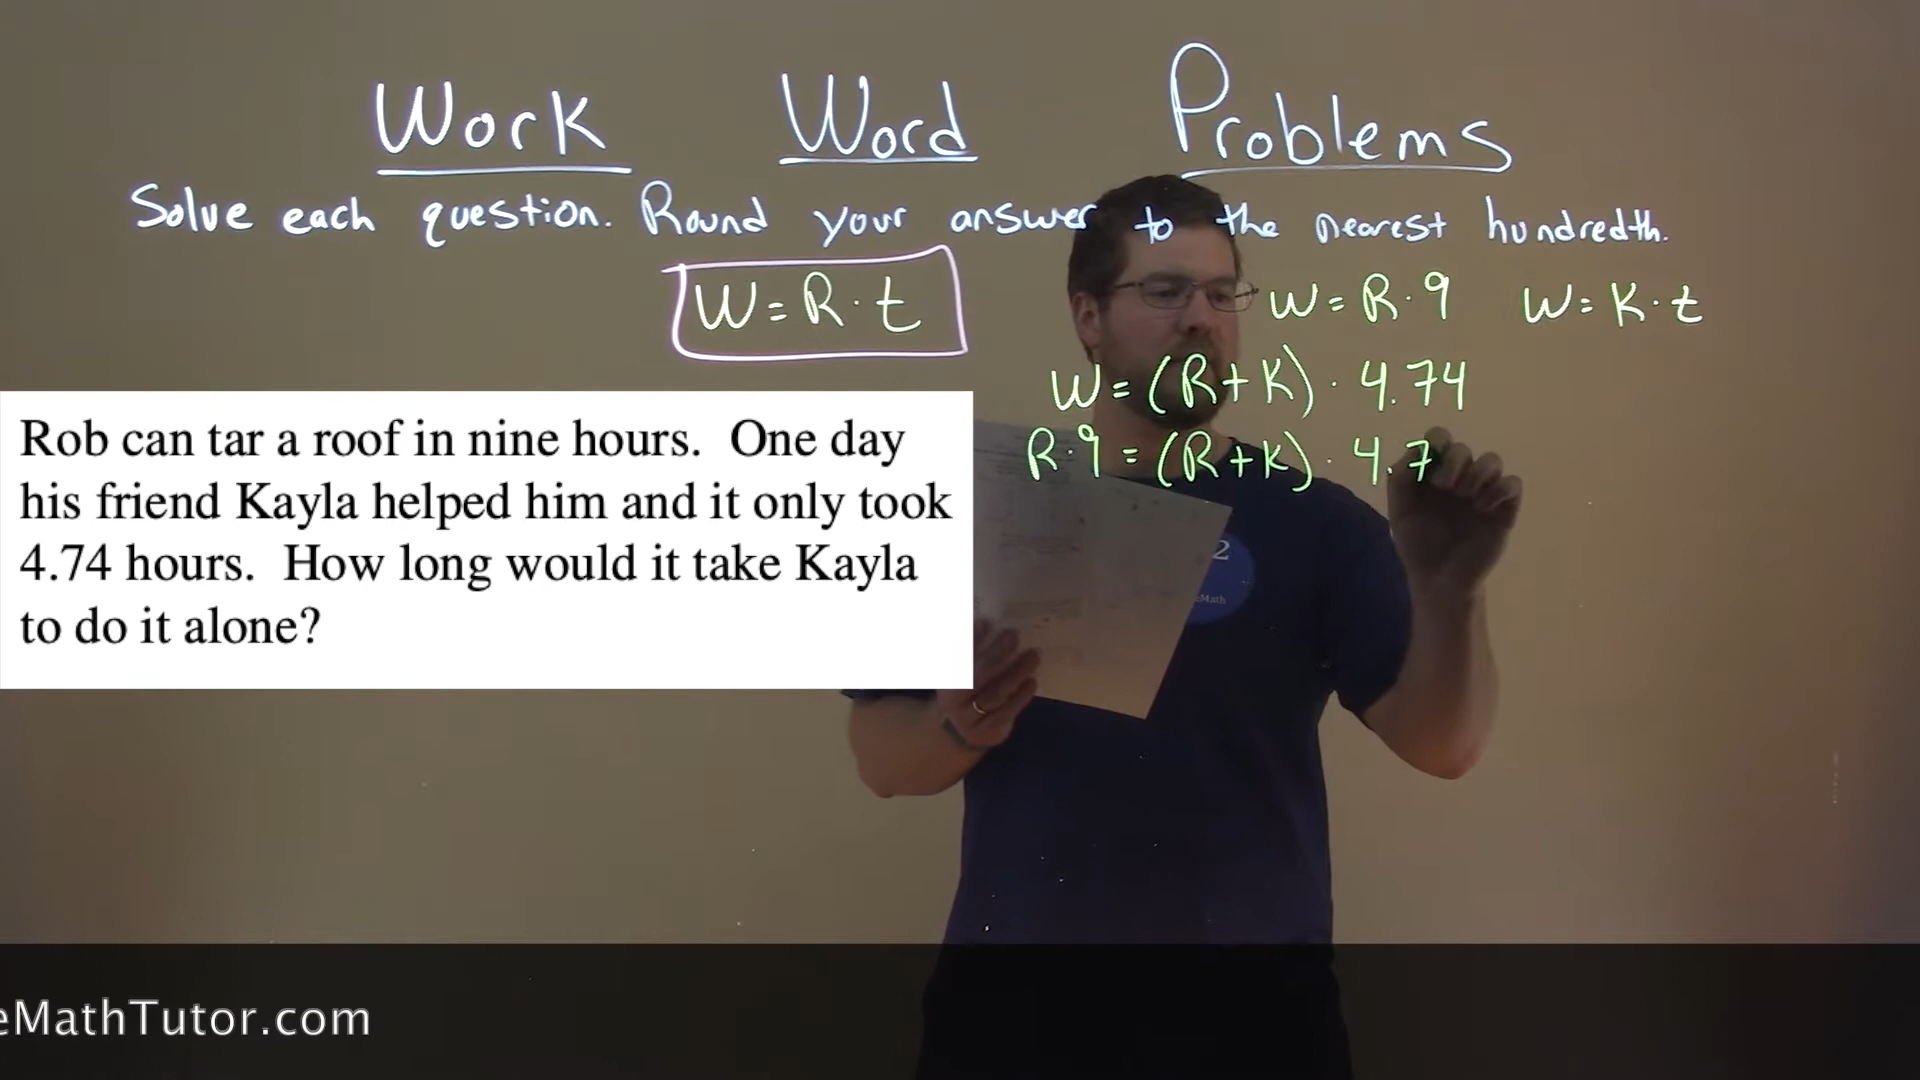 Work Word Problems
Solve each question. Round your answer to the nearest hundredth.
W = R · t
W = R · 9 W = K · t
W = (R + K) · 4.74
R · 9 = (R + K) · 4.7
Rob can tar a roof in nine hours. One day
his friend Kayla helped him and it only took
4.74 hours. How long would it take Kayla
to do it alone?
2
eMath
eMathTutor.com